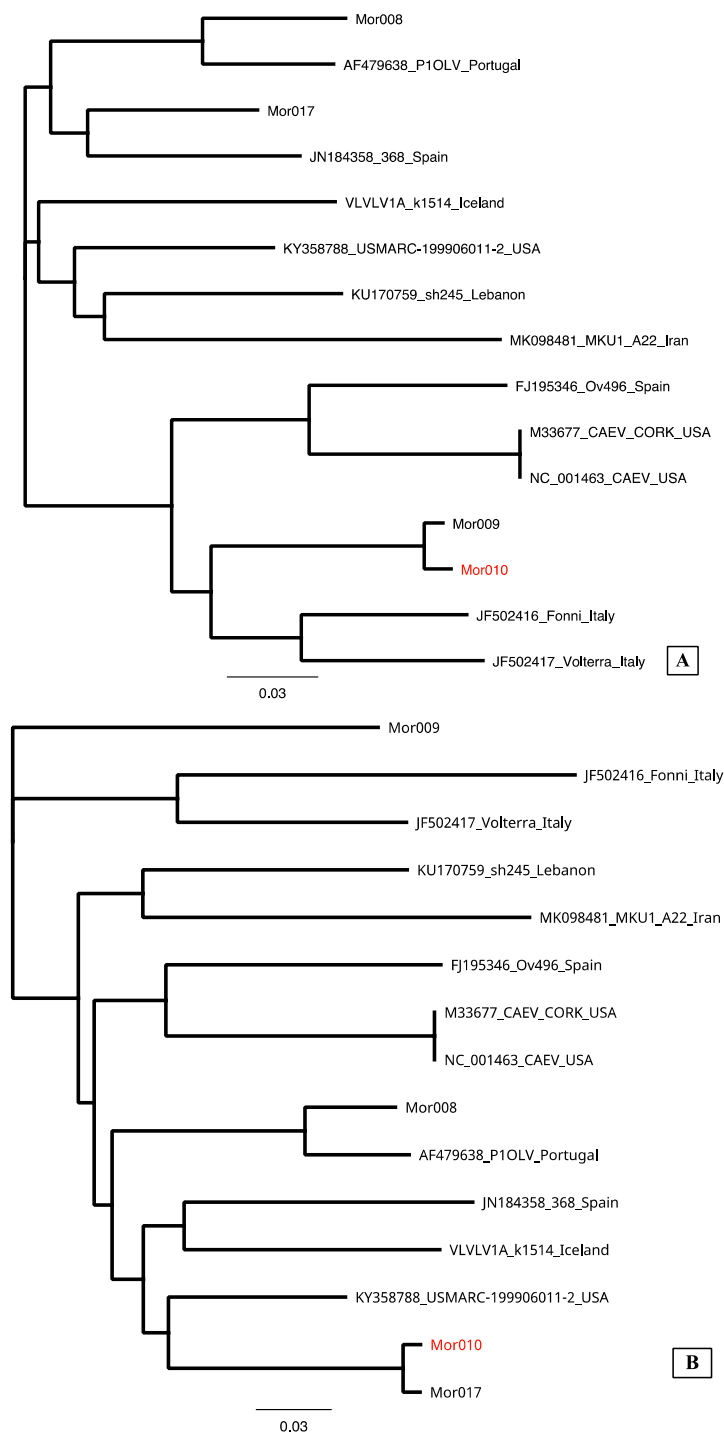 Mor008
AF479638_P1OLV_Portugal
Mor017
JN184358_368_Spain
VLVLV1A_k1514_Iceland
KY358788_USMARC-199906011-2_USA
KU170759_sh245_Lebanon
MK098481_MKU1_A22_Iran
FJ195346_Ov496_Spain
M33677_CAEV_CORK_USA
NC_001463_CAEV_USA
Mor009
Mor010
JF502416_Fonni_Italy
JF502417_Volterra_Italy
A
0.03
Mor009
JF502416_Fonni_Italy
JF502417_Volterra_Italy
KU170759_sh245_Lebanon
MK098481_MKU1_A22_Iran
FJ195346_Ov496_Spain
M33677_CAEV_CORK_USA
NC_001463_CAEV_USA
Mor008
AF479638_P1OLV_Portugal
JN184358_368_Spain
VLVLV1A_k1514_Iceland
KY358788_USMARC-199906011-2_USA
Mor010
B
Mor017
0.03